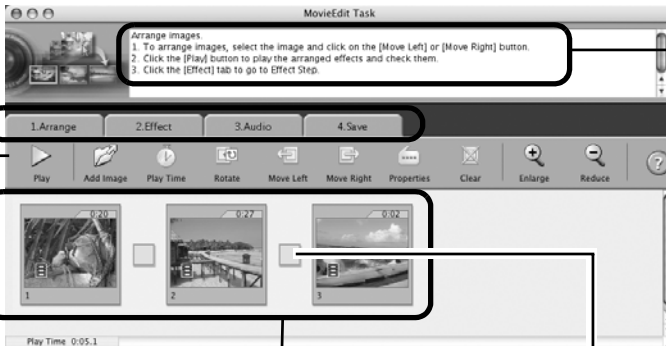 MovieEdit Task
Arrange images.
1. To arrange images, select the image and click on the [Move Left] or [Move Right] button.
2. Click the [Play] button to play the arranged effects and check them.
3. Click the [Effect] tab to go to Effect Step.
1.Arrange 2.Effect 3.Audio 4.Save
Play Add Image Play Time Rotate Move Left Move Right Properties Clear Enlarge Reduce ?
0:20 0:27 0:02
1 2 3
Play Time 0:05.1